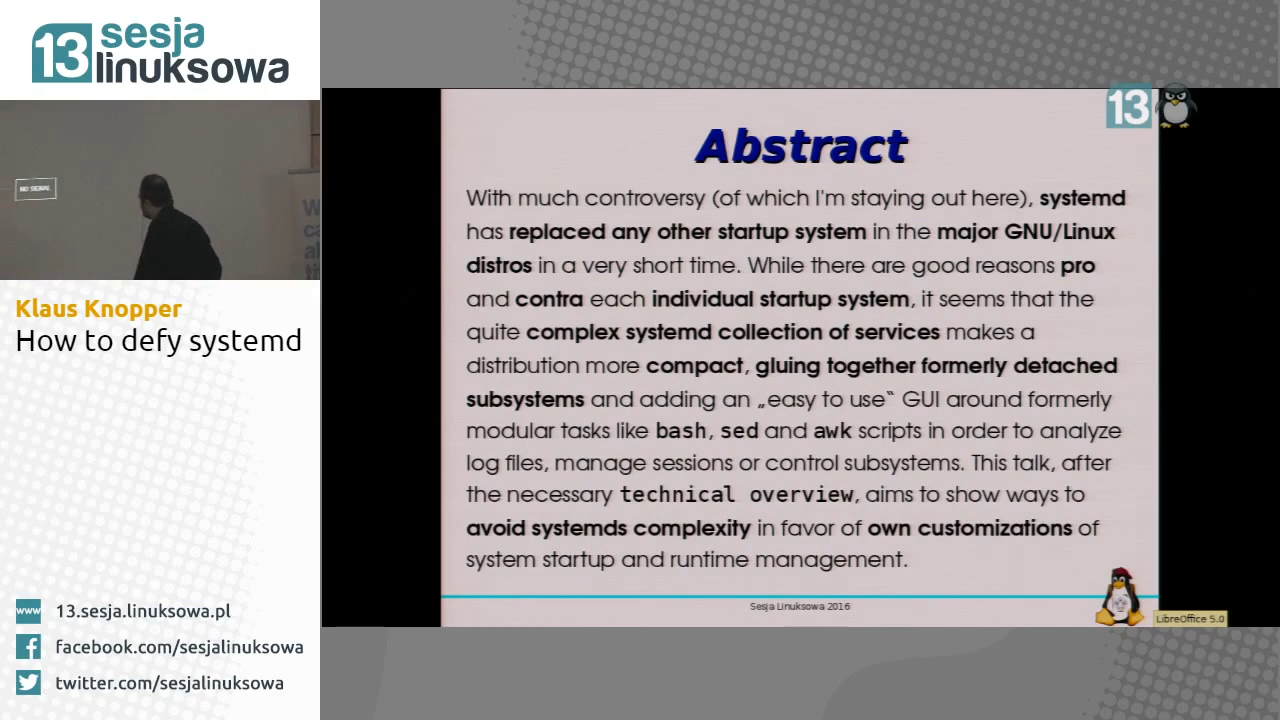 13 sesja
linuksowa
NO SIGNAL
Klaus Knopper
How to defy systemd
www 13.sesja.linuksowa.pl
facebook.com/sesjalinuksowa
twitter.com/sesjalinuksowa
13
Abstract
With much controversy (of which I'm staying out here), systemd
has replaced any other startup system in the major GNU/Linux
distros in a very short time. While there are good reasons pro
and contra each individual startup system, it seems that the
quite complex systemd collection of services makes a
distribution more compact, gluing together formerly detached
subsystems and adding an „easy to use‟ GUI around formerly
modular tasks like bash, sed and awk scripts in order to analyze
log files, manage sessions or control subsystems. This talk, after
the necessary technical overview, aims to show ways to
avoid systemds complexity in favor of own customizations of
system startup and runtime management.
Sesja Linuksowa 2016
LibreOffice 5.0